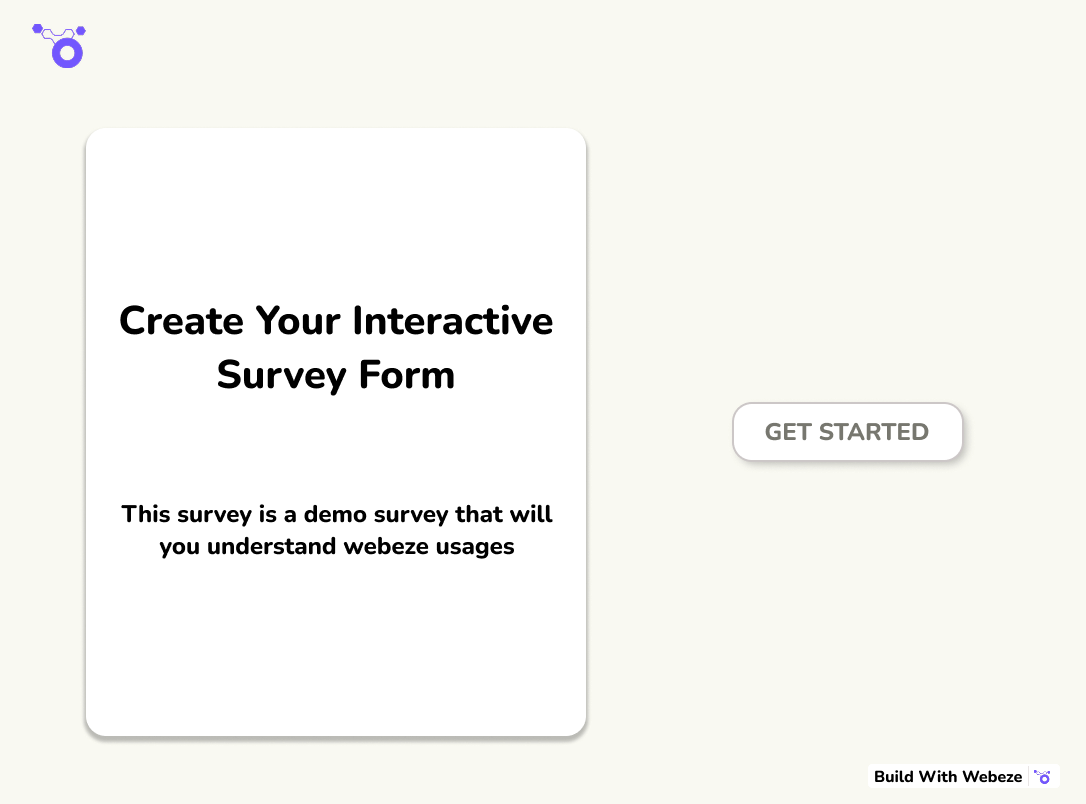 Create Your Interactive
Survey Form
This survey is a demo survey that will
you understand webeze usages
GET STARTED
Build With Webeze